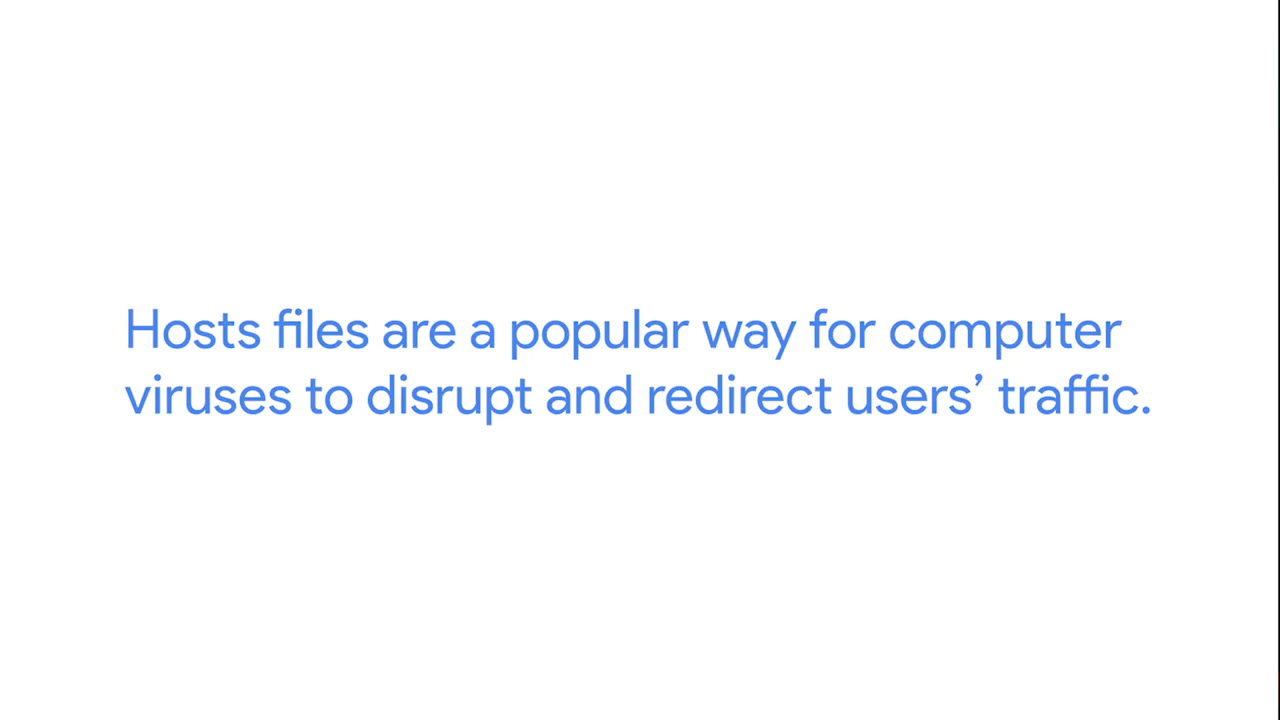 Hosts files are a popular way for computer
viruses to disrupt and redirect users’ traffic.